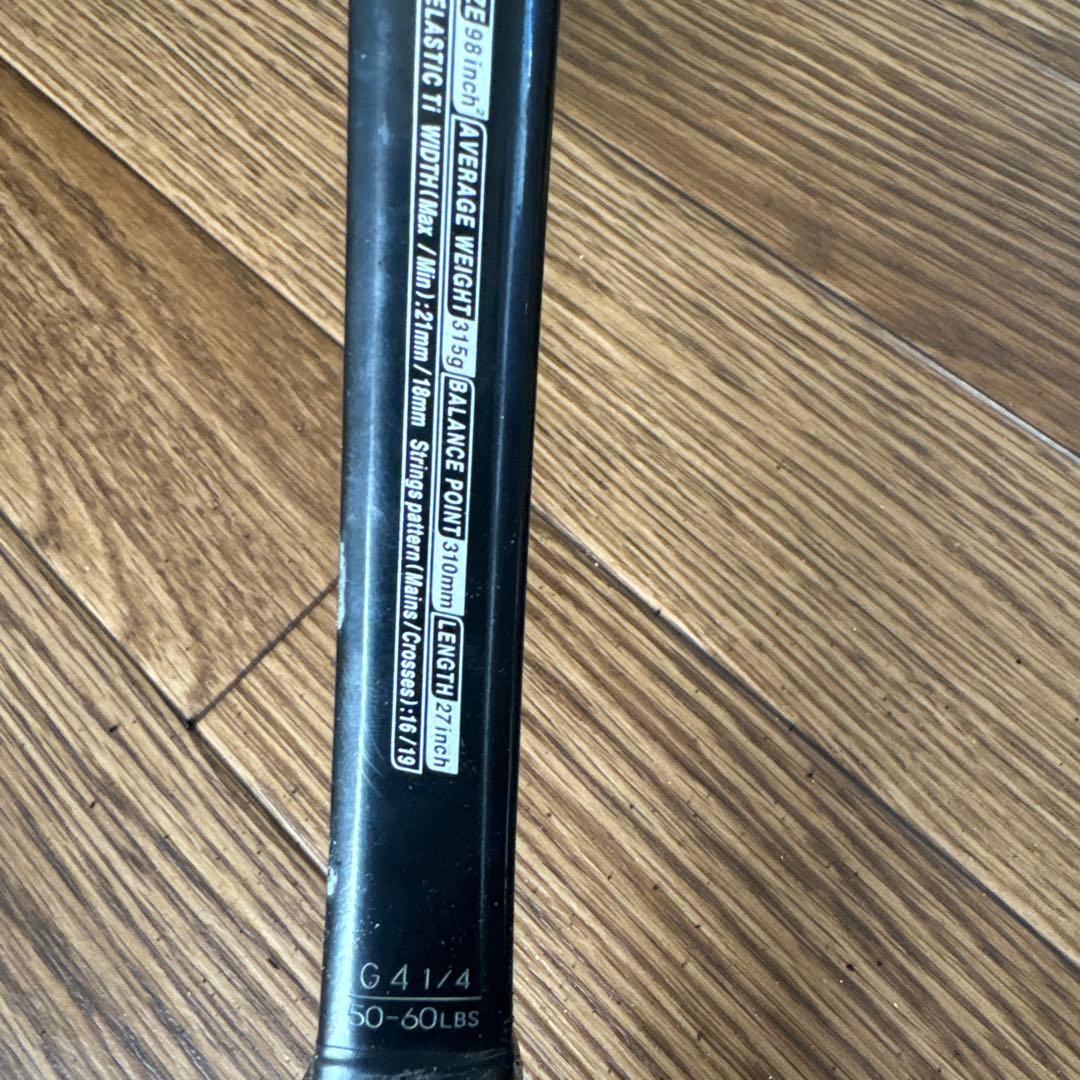 ZE 98inch² AVERAGE WEIGHT 315g BALANCE POINT 310mm LENGTH 27inch
ELASTIC Ti WIDTH(Max / Min):21mm/18mm Strings pattern(Mains/Crosses):16/19
G 4 1/4
50-60LBS